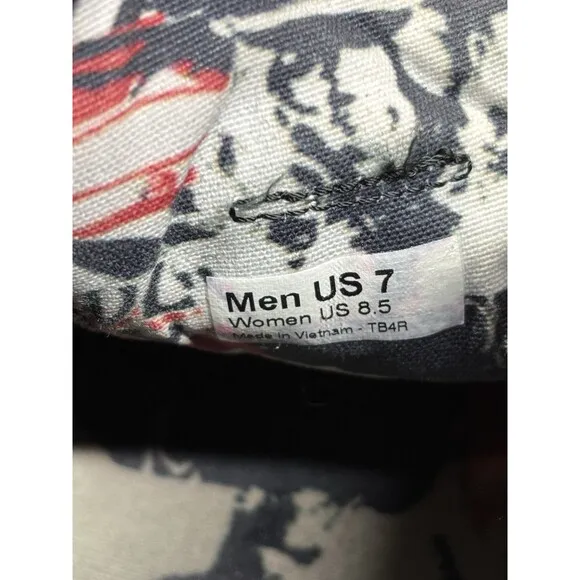 Men US 7
Women US 8.5
Made in Vietnam - TB4R